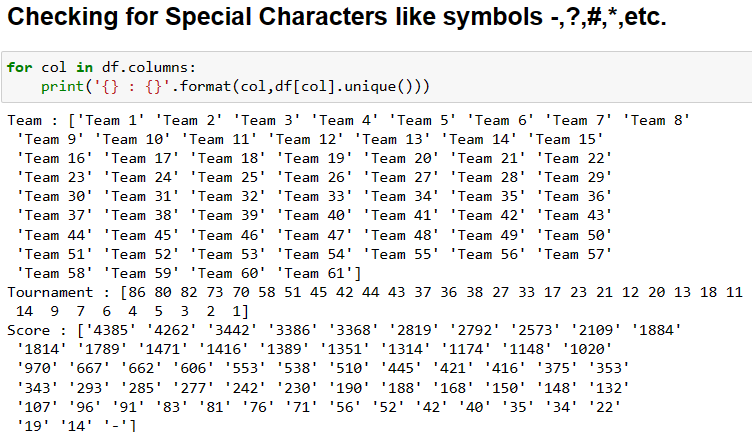 Checking for Special Characters like symbols -,?,#,*,etc.
for col in df.columns:
    print('{} : {}'.format(col,df[col].unique()))
Team : ['Team 1' 'Team 2' 'Team 3' 'Team 4' 'Team 5' 'Team 6' 'Team 7' 'Team 8'
 'Team 9' 'Team 10' 'Team 11' 'Team 12' 'Team 13' 'Team 14' 'Team 15'
 'Team 16' 'Team 17' 'Team 18' 'Team 19' 'Team 20' 'Team 21' 'Team 22'
 'Team 23' 'Team 24' 'Team 25' 'Team 26' 'Team 27' 'Team 28' 'Team 29'
 'Team 30' 'Team 31' 'Team 32' 'Team 33' 'Team 34' 'Team 35' 'Team 36'
 'Team 37' 'Team 38' 'Team 39' 'Team 40' 'Team 41' 'Team 42' 'Team 43'
 'Team 44' 'Team 45' 'Team 46' 'Team 47' 'Team 48' 'Team 49' 'Team 50'
 'Team 51' 'Team 52' 'Team 53' 'Team 54' 'Team 55' 'Team 56' 'Team 57'
 'Team 58' 'Team 59' 'Team 60' 'Team 61']
Tournament : [86 80 82 73 70 58 51 45 42 44 43 37 36 38 27 33 17 23 21 12 20 13 18 11
 14  9  7  6  4  5  3  2  1]
Score : ['4385' '4262' '3442' '3386' '3368' '2819' '2792' '2573' '2109' '1884'
 '1814' '1789' '1471' '1416' '1389' '1351' '1314' '1174' '1148' '1020'
 '970' '667' '662' '606' '553' '538' '510' '445' '421' '416' '375' '353'
 '343' '293' '285' '277' '242' '230' '190' '188' '168' '150' '148' '132'
 '107' '96' '91' '83' '81' '76' '71' '56' '52' '42' '40' '35' '34' '22'
 '19' '14' '-']